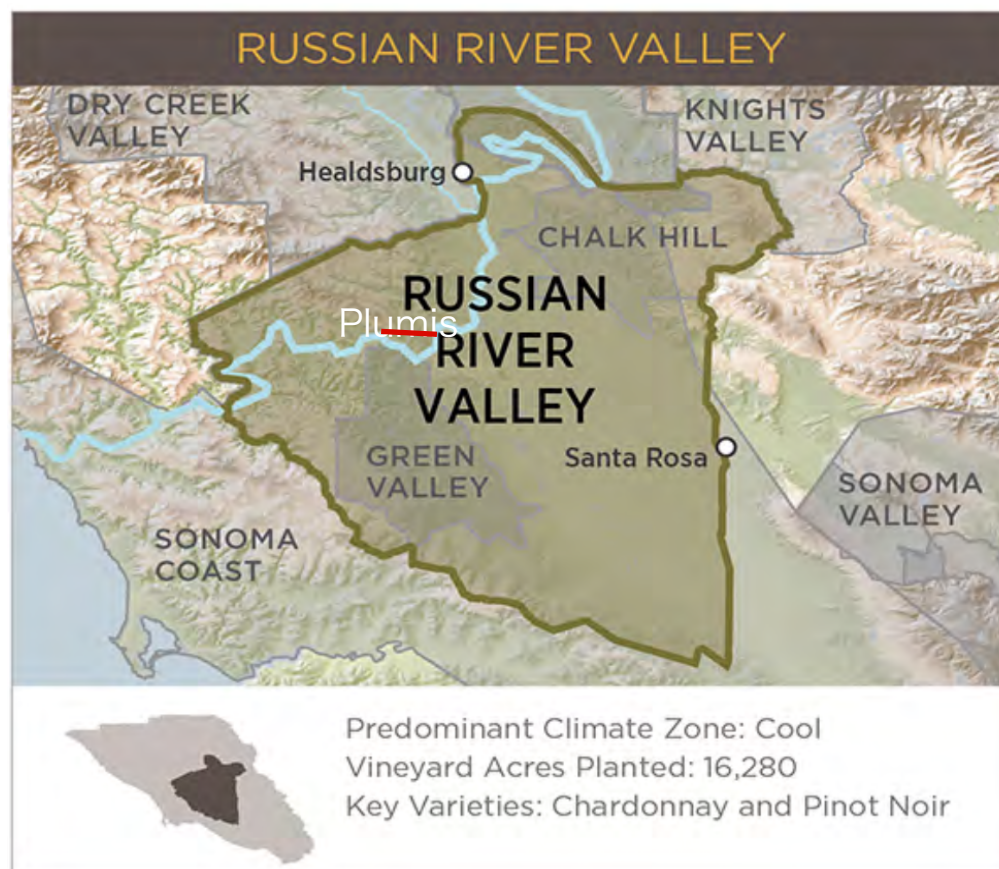 RUSSIAN RIVER VALLEY
DRY CREEK
VALLEY
KNIGHTS
VALLEY
Healdsburg
CHALK HILL
RUSSIAN
Plumis
RIVER
VALLEY
GREEN
VALLEY
Santa Rosa
SONOMA
VALLEY
SONOMA
COAST
Predominant Climate Zone: Cool
Vineyard Acres Planted: 16,280
Key Varieties: Chardonnay and Pinot Noir